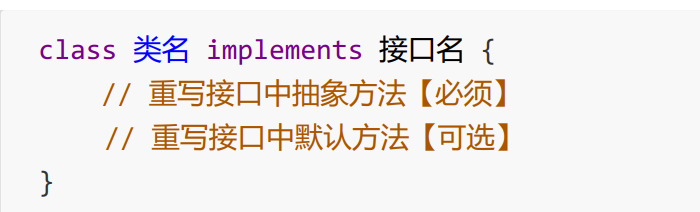 class 类名 implements 接口名 {
// 重写接口中抽象方法【必须】
// 重写接口中默认方法【可选】
}